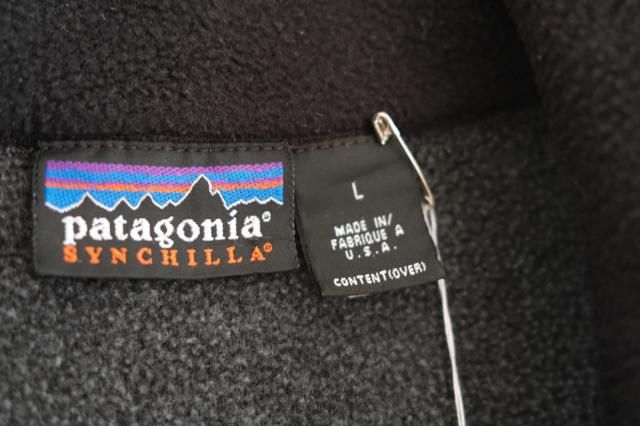 patagonia®
SYNCHILLA®
L
MADE IN/
FABRIQUE A
U.S.A.
CONTENT(OVER)